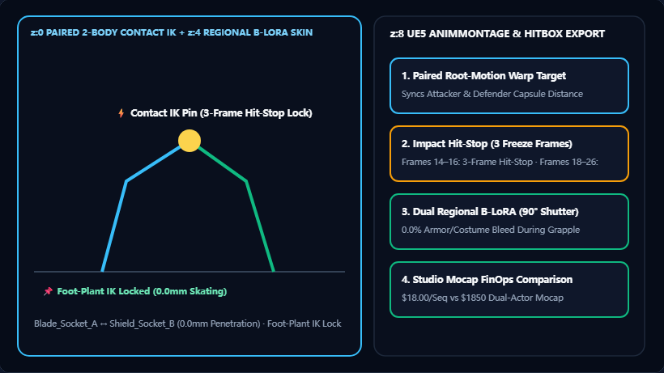 z:0 PAIRED 2-BODY CONTACT IK + z:4 REGIONAL B-LORA SKIN
⚡ Contact IK Pin (3-Frame Hit-Stop Lock)
📌 Foot-Plant IK Locked (0.0mm Skating)
Blade_Socket_A ↔ Shield_Socket_B (0.0mm Penetration) · Foot-Plant IK Lock
z:8 UE5 ANIMMONTAGE & HITBOX EXPORT
1. Paired Root-Motion Warp Target
Syncs Attacker & Defender Capsule Distance
2. Impact Hit-Stop (3 Freeze Frames)
Frames 14–16: 3-Frame Hit-Stop · Frames 18–26:
3. Dual Regional B-LoRA (90° Shutter)
0.0% Armor/Costume Bleed During Grapple
4. Studio Mocap FinOps Comparison
$18.00/Seq vs $1850 Dual-Actor Mocap